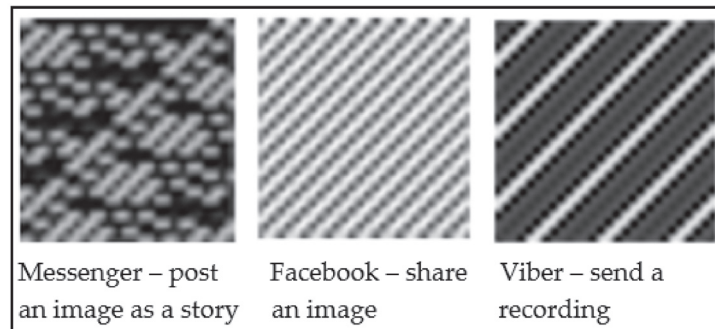 Messenger – post
an image as a story
Facebook – share
an image
Viber – send a
recording